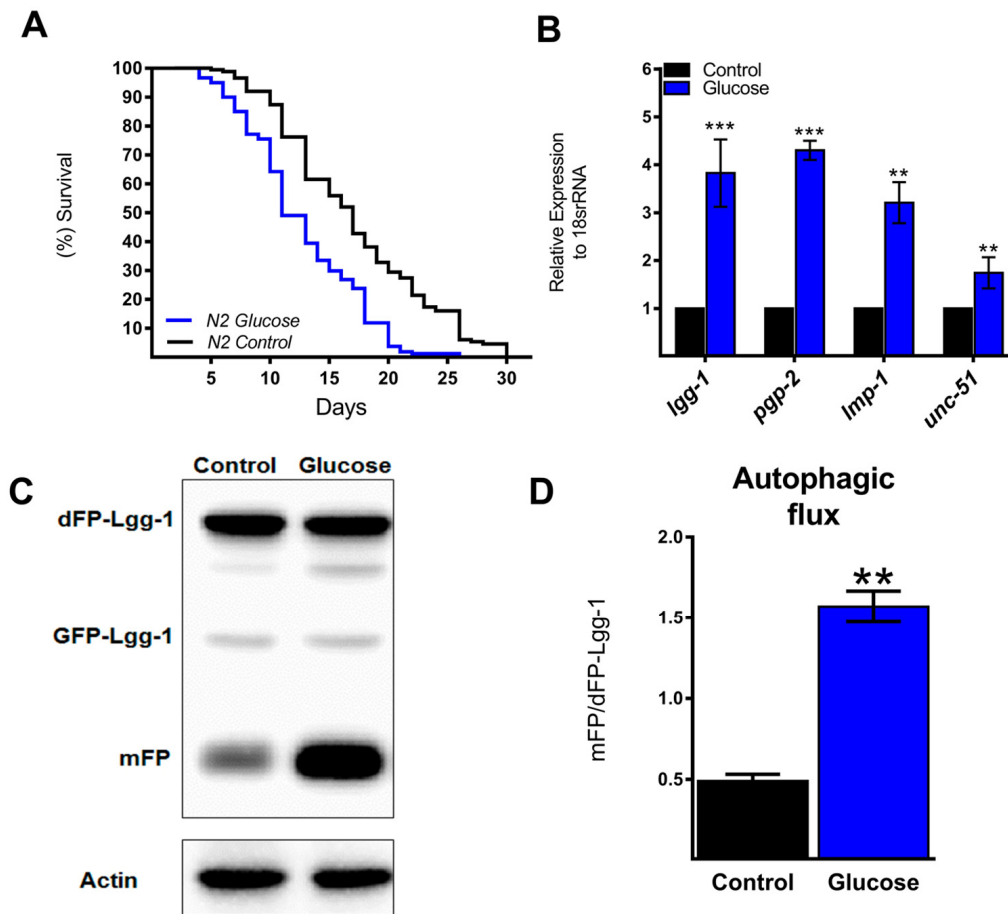 A
100
90
80
70
60
50
40
30
20
10
(%) Survival
N2 Glucose
N2 Control
5 10 15 20 25 30
Days
B
Control
Glucose
6
5
4
3
2
1
Relative Expression
to 18srRNA
*** *** ** **
lgg-1 pgp-2 lmp-1 unc-51
C
Control Glucose
dFP-Lgg-1
GFP-Lgg-1
mFP
Actin
D
Autophagic
flux
2.0
1.5
1.0
0.5
mFP/dFP-Lgg-1
**
Control Glucose